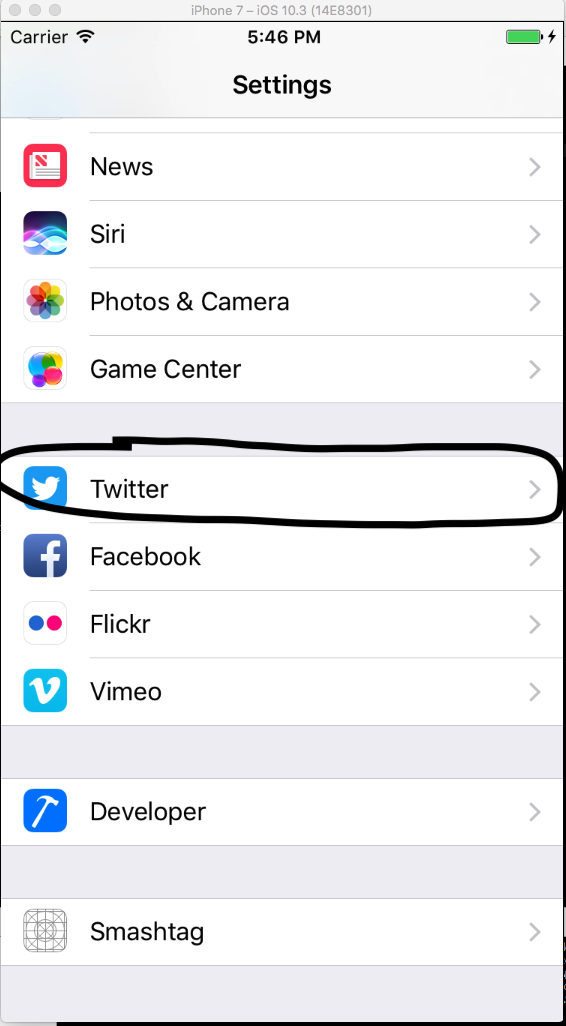 iPhone 7 – iOS 10.3 (14E8301)
Carrier 5:46 PM
Settings
News
Siri
Photos & Camera
Game Center
Twitter
Facebook
Flickr
Vimeo
Developer
Smashtag